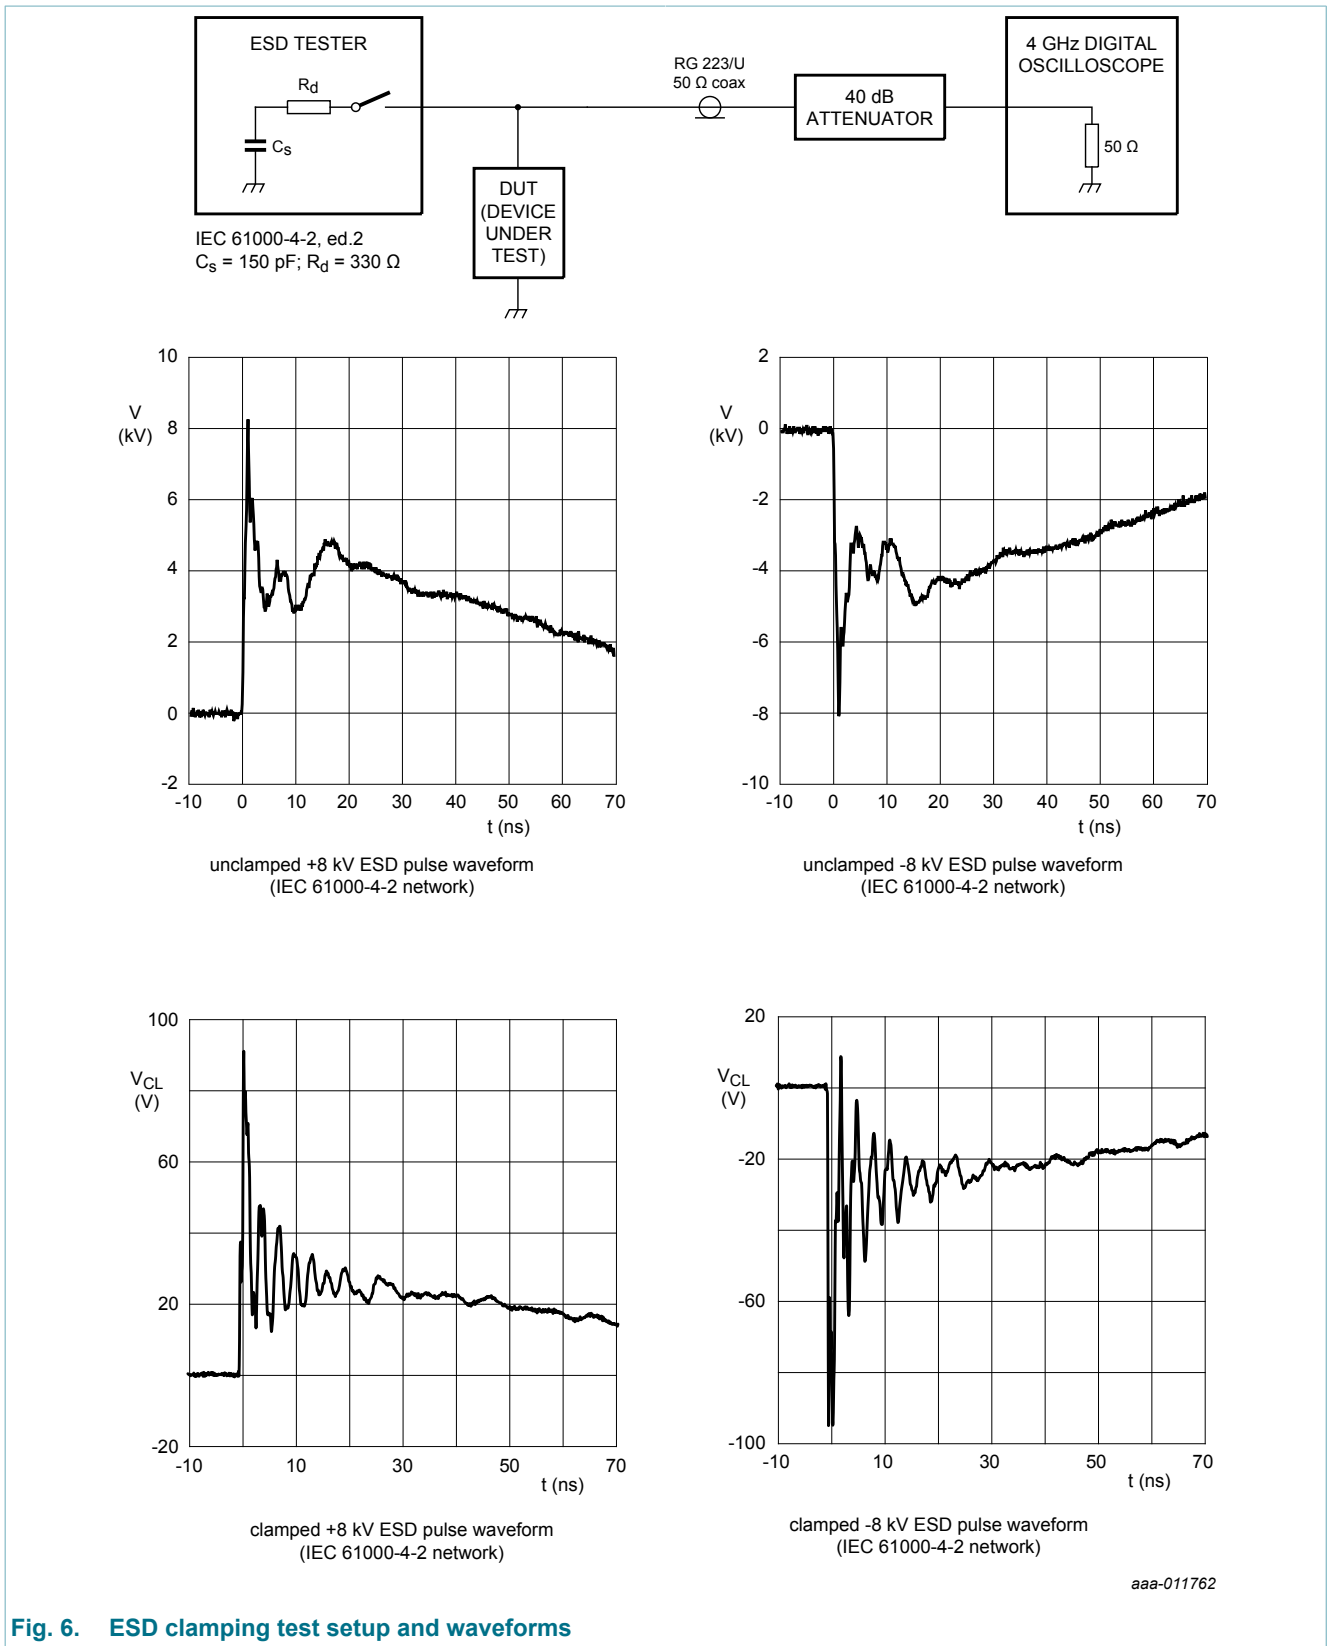 ESD TESTER
Rd
Cs
IEC 61000-4-2, ed.2
Cs = 150 pF; Rd = 330 Ω
DUT
(DEVICE
UNDER
TEST)
RG 223/U
50 Ω coax
40 dB
ATTENUATOR
4 GHz DIGITAL
OSCILLOSCOPE
50 Ω
V
(kV)
10
8
6
4
2
0
-2
-10 0 10 20 30 40 50 60 70
t (ns)
unclamped +8 kV ESD pulse waveform
(IEC 61000-4-2 network)
V
(kV)
2
0
-2
-4
-6
-8
-10
-10 0 10 20 30 40 50 60 70
t (ns)
unclamped -8 kV ESD pulse waveform
(IEC 61000-4-2 network)
VCL
(V)
100
60
20
-20
-10 10 30 50 70
t (ns)
clamped +8 kV ESD pulse waveform
(IEC 61000-4-2 network)
VCL
(V)
20
-20
-60
-100
-10 10 30 50 70
t (ns)
clamped -8 kV ESD pulse waveform
(IEC 61000-4-2 network)
aaa-011762
Fig. 6. ESD clamping test setup and waveforms